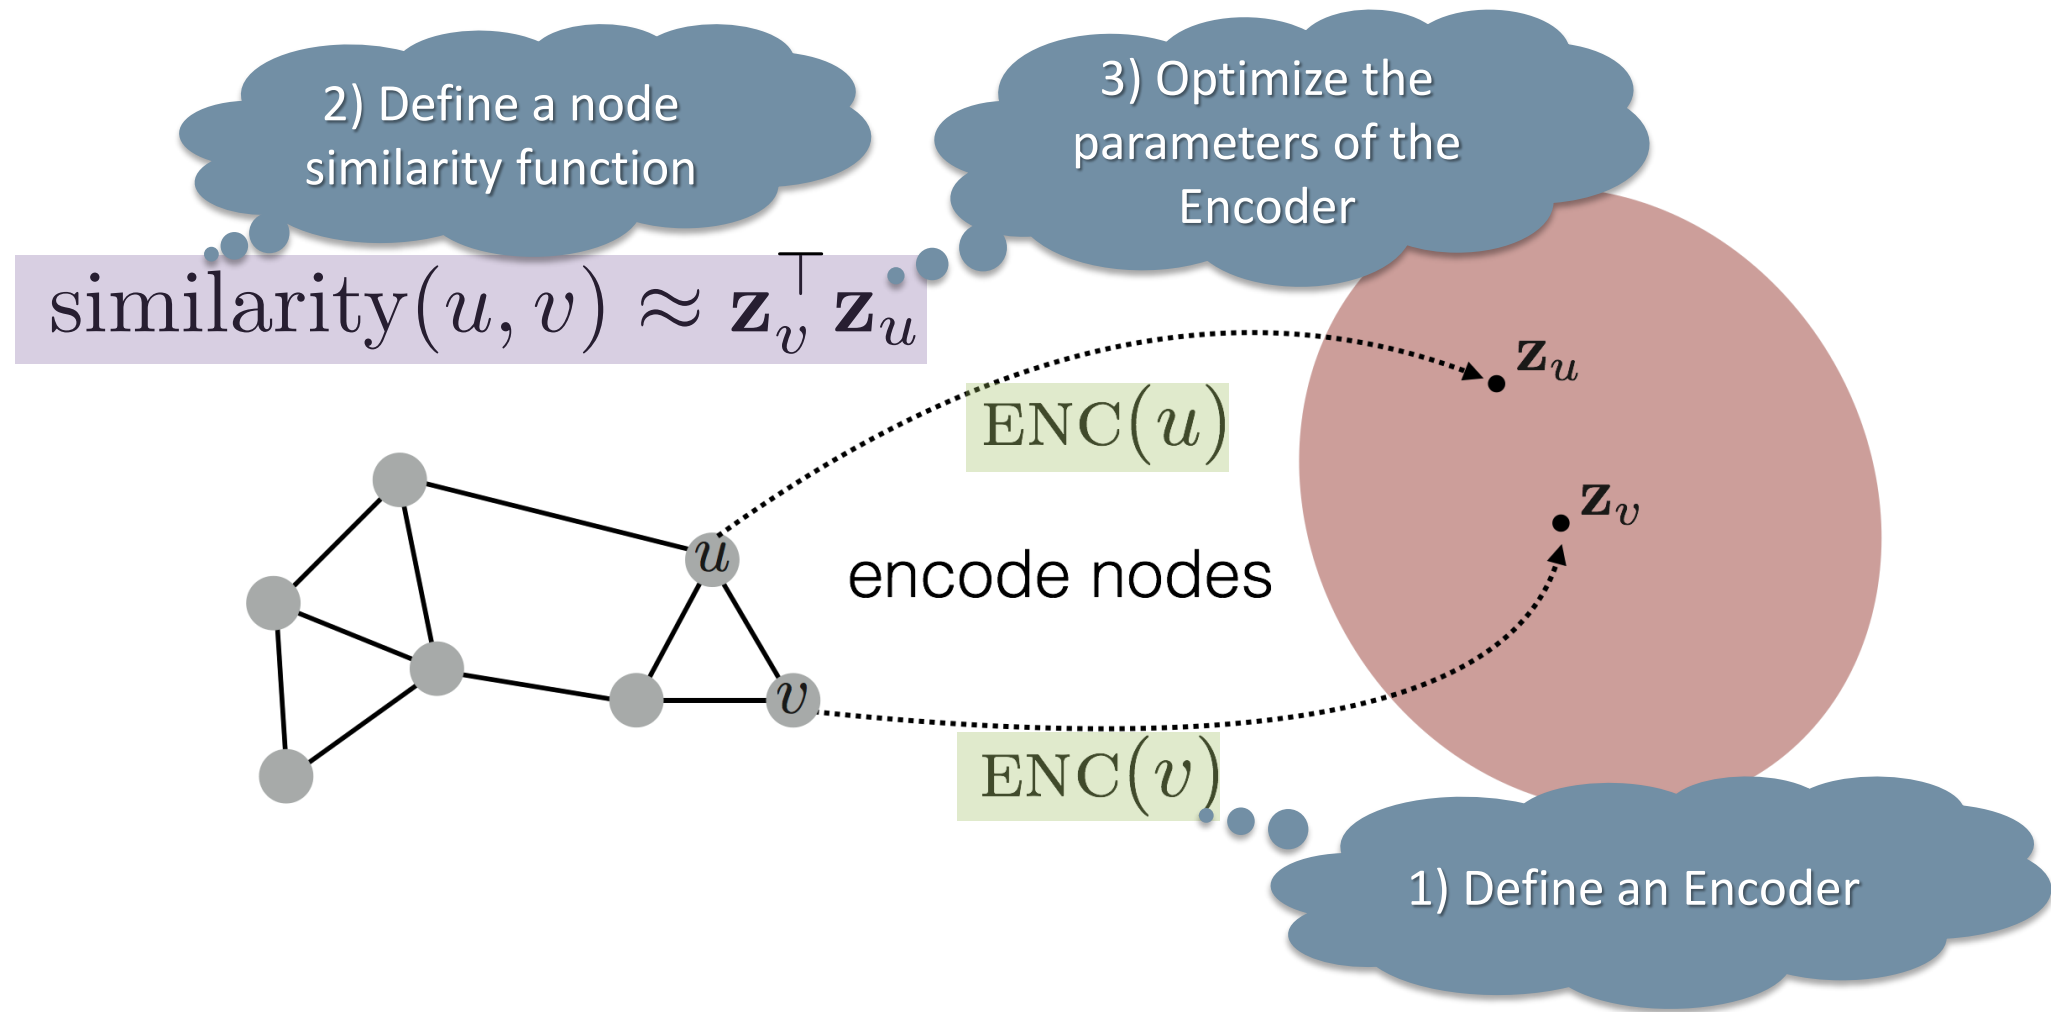 2) Define a node
similarity function
3) Optimize the
parameters of the
Encoder
similarity(u, v) ≈ z_v^⊤ z_u
z_u
ENC(u)
z_v
u
encode nodes
v
ENC(v)
1) Define an Encoder